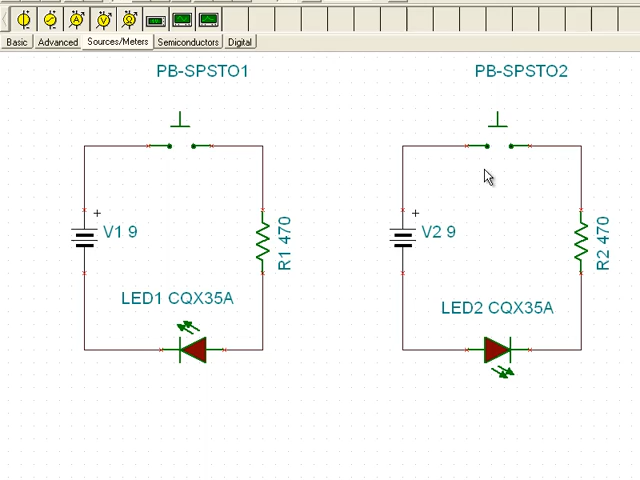 Basic Advanced Sources/Meters Semiconductors Digital
PB-SPSTO1 PB-SPSTO2
+ +
V1 9 R1 470 V2 9 R2 470
LED1 CQX35A LED2 CQX35A